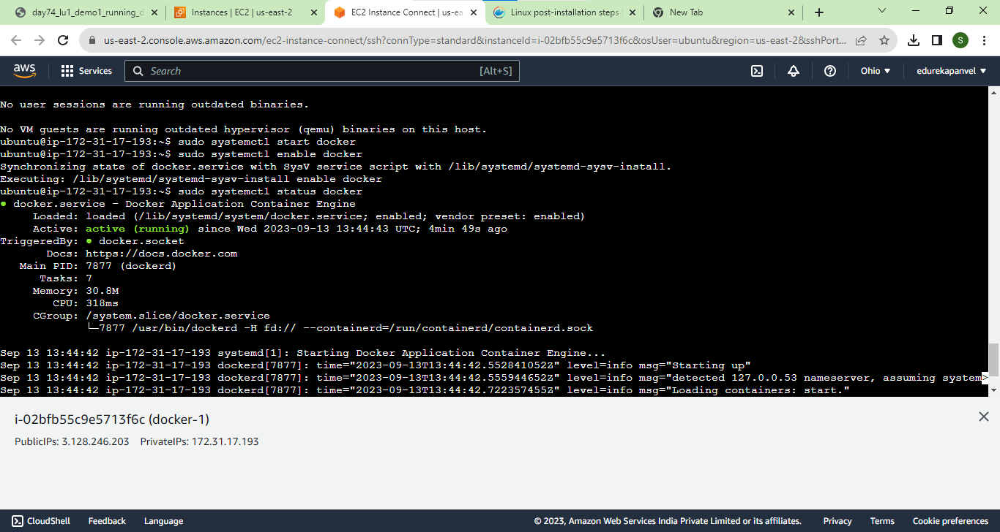 day74_lu1_demo1_running_d
Instances | EC2 | us-east-2
EC2 Instance Connect | us-ea
Linux post-installation steps
New Tab
us-east-2.console.aws.amazon.com/ec2-instance-connect/ssh?connType=standard&instanceId=i-02bfb55c9e5713f6c&osUser=ubuntu&region=us-east-2&sshPort...
S
aws
Services
Search
[Alt+S]
Ohio
edurekapanvel
No user sessions are running outdated binaries.
No VM guests are running outdated hypervisor (qemu) binaries on this host.
ubuntu@ip-172-31-17-193:~$ sudo systemctl start docker
ubuntu@ip-172-31-17-193:~$ sudo systemctl enable docker
Synchronizing state of docker.service with SysV service script with /lib/systemd/systemd-sysv-install.
Executing: /lib/systemd/systemd-sysv-install enable docker
ubuntu@ip-172-31-17-193:~$ sudo systemctl status docker
● docker.service - Docker Application Container Engine
Loaded: loaded (/lib/systemd/system/docker.service; enabled; vendor preset: enabled)
Active: active (running) since Wed 2023-09-13 13:44:43 UTC; 4min 49s ago
TriggeredBy: ● docker.socket
Docs: https://docs.docker.com
Main PID: 7877 (dockerd)
Tasks: 7
Memory: 30.8M
CPU: 318ms
CGroup: /system.slice/docker.service
└─7877 /usr/bin/dockerd -H fd:// --containerd=/run/containerd/containerd.sock
Sep 13 13:44:42 ip-172-31-17-193 systemd[1]: Starting Docker Application Container Engine...
Sep 13 13:44:42 ip-172-31-17-193 dockerd[7877]: time="2023-09-13T13:44:42.552841052Z" level=info msg="Starting up"
Sep 13 13:44:42 ip-172-31-17-193 dockerd[7877]: time="2023-09-13T13:44:42.555944652Z" level=info msg="detected 127.0.0.53 nameserver, assuming system>
Sep 13 13:44:42 ip-172-31-17-193 dockerd[7877]: time="2023-09-13T13:44:42.722357455Z" level=info msg="Loading containers: start."
i-02bfb55c9e5713f6c (docker-1)
PublicIPs: 3.128.246.203 PrivateIPs: 172.31.17.193
CloudShell Feedback Language © 2023, Amazon Web Services India Private Limited or its affiliates. Privacy Terms Cookie preferences